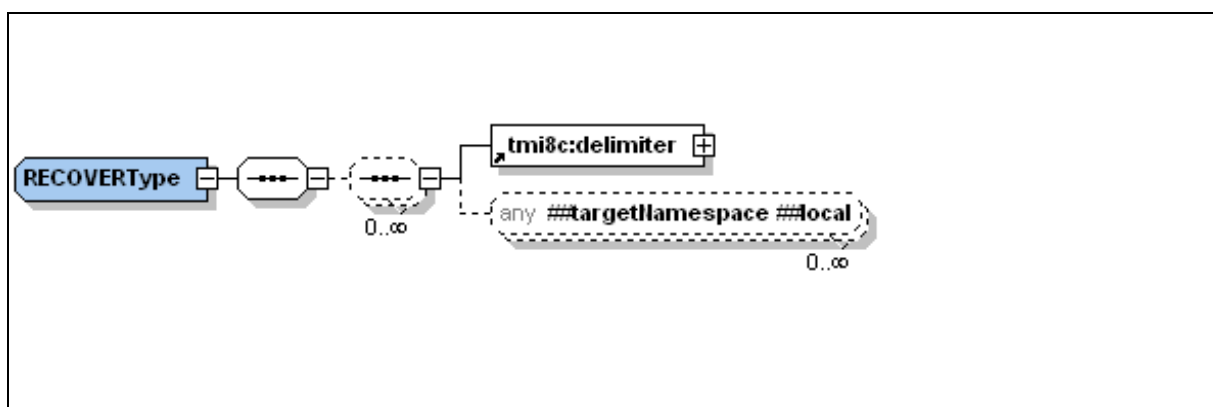 tmi8c:delimiter
RECOVERType
any ##targetNamespace ##local
0..∞
0..∞